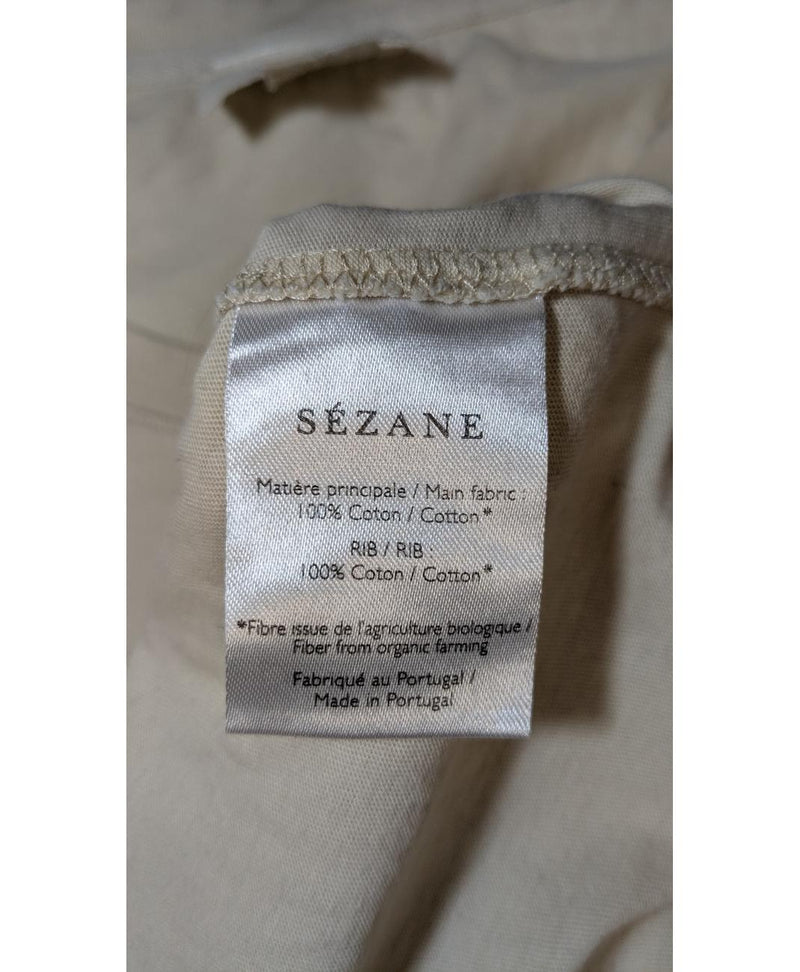 SÉZANE
Matière principale / Main fabric :
100% Coton / Cotton*
RIB / RIB :
100% Coton / Cotton*
*Fibre issue de l'agriculture biologique /
Fiber from organic farming
Fabriqué au Portugal /
Made in Portugal